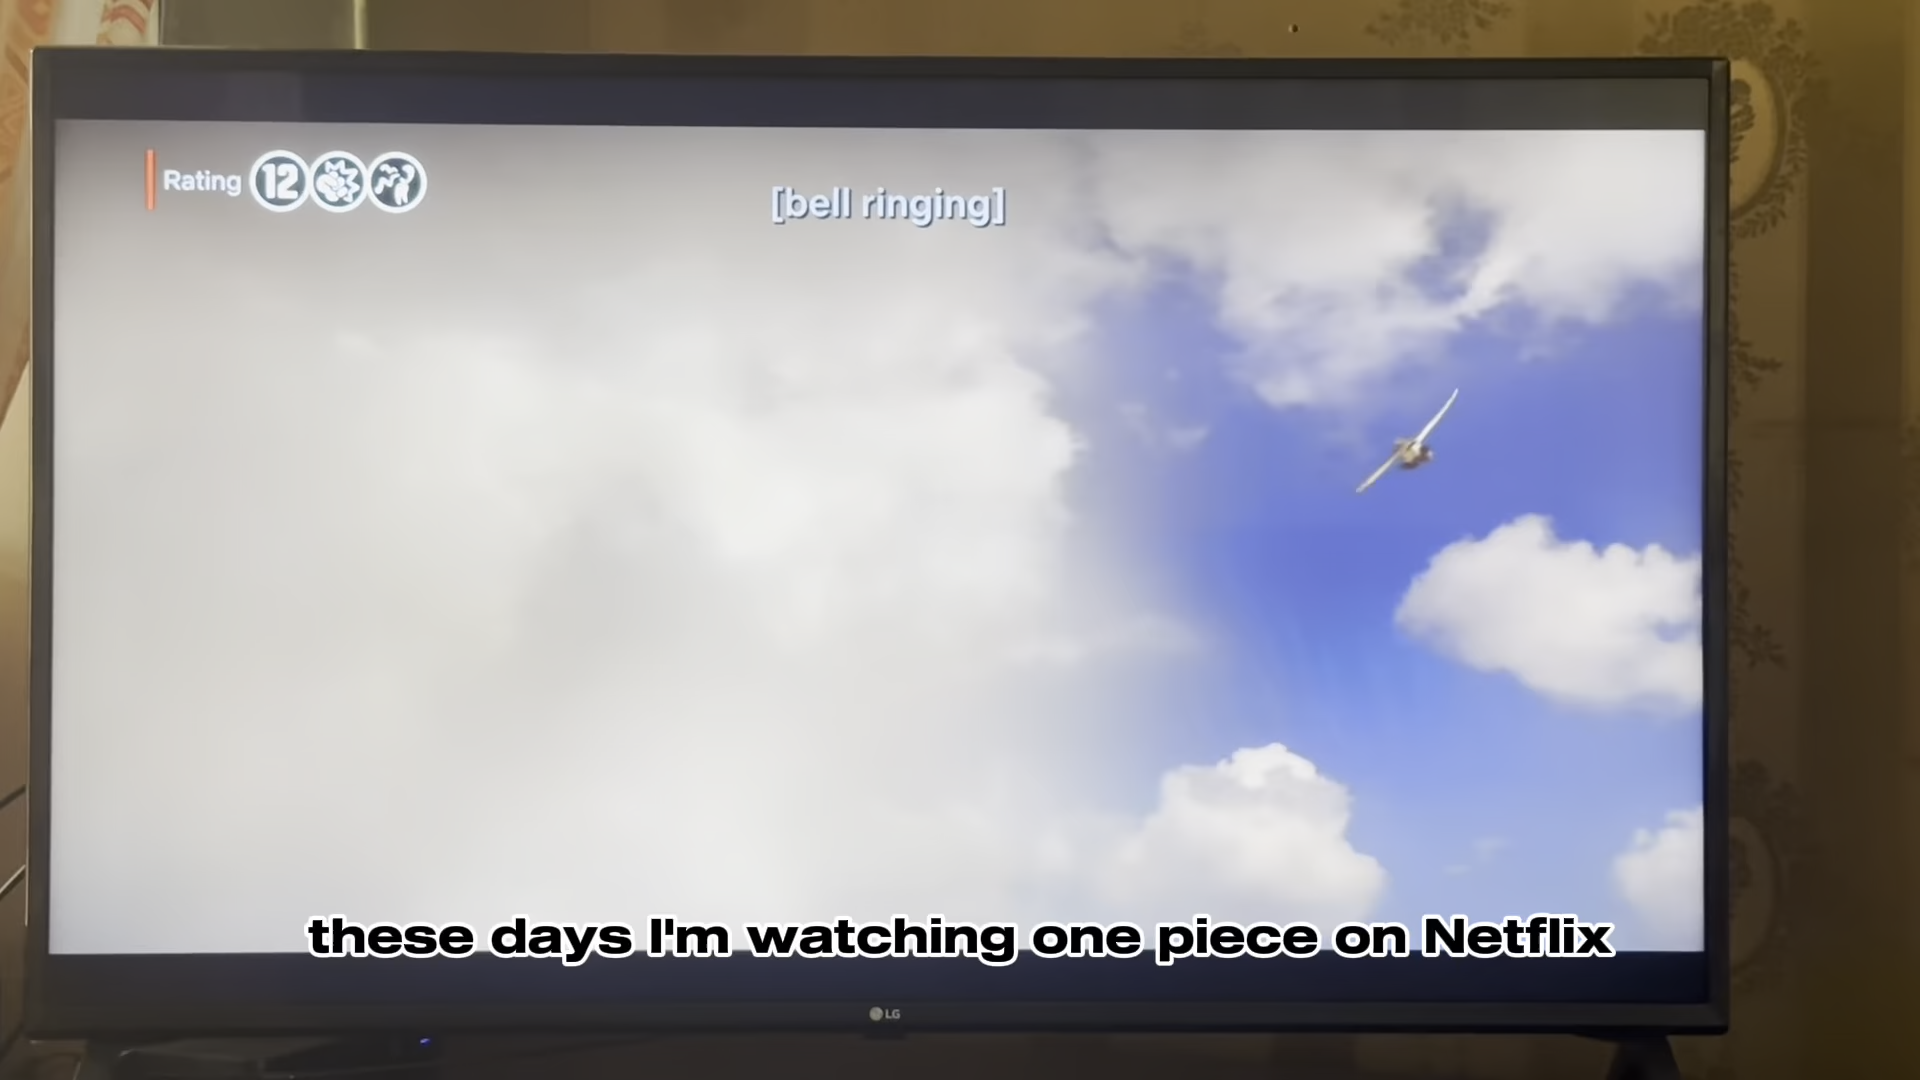 Rating 12
[bell ringing]
these days I'm watching one piece on Netflix
LG